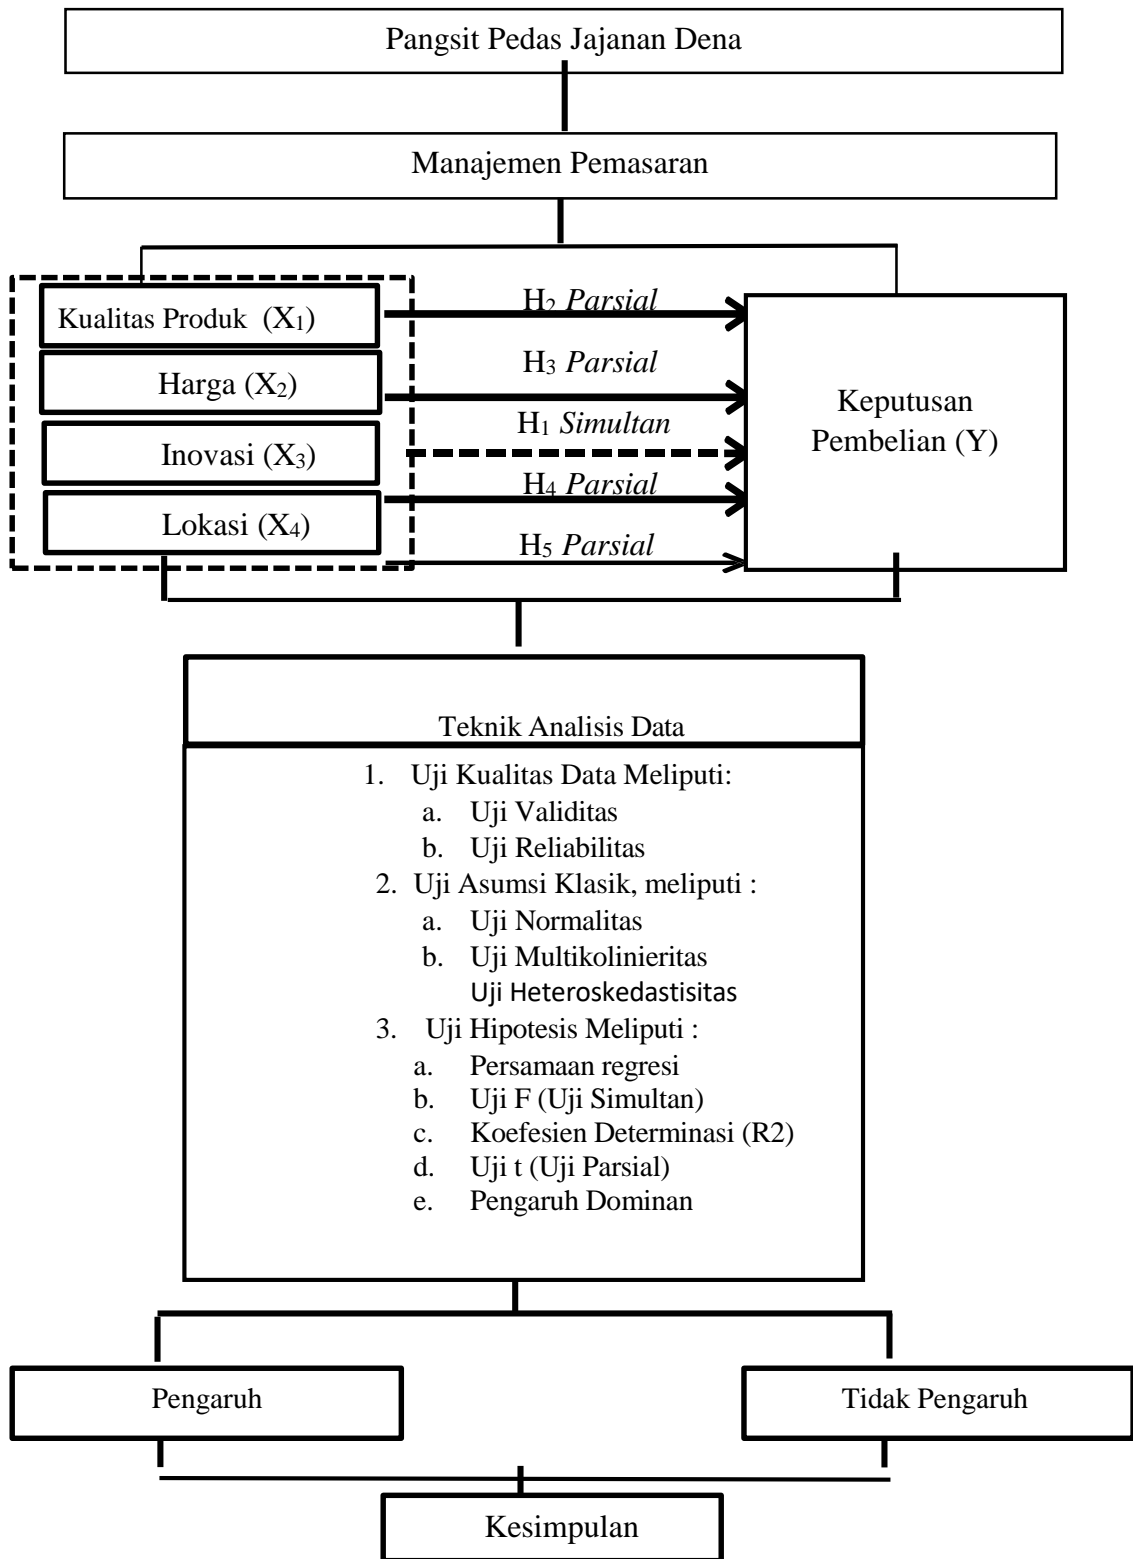 Pangsit Pedas Jajanan Dena
Manajemen Pemasaran
Kualitas Produk (X₁)
Harga (X₂)
Inovasi (X₃)
Lokasi (X₄)
H₂ Parsial
H₃ Parsial
H₁ Simultan
H₄ Parsial
H₅ Parsial
Keputusan
Pembelian (Y)
Teknik Analisis Data
1. Uji Kualitas Data Meliputi:
a. Uji Validitas
b. Uji Reliabilitas
2. Uji Asumsi Klasik, meliputi :
a. Uji Normalitas
b. Uji Multikolinieritas
Uji Heteroskedastisitas
3. Uji Hipotesis Meliputi :
a. Persamaan regresi
b. Uji F (Uji Simultan)
c. Koefesien Determinasi (R2)
d. Uji t (Uji Parsial)
e. Pengaruh Dominan
Pengaruh
Tidak Pengaruh
Kesimpulan